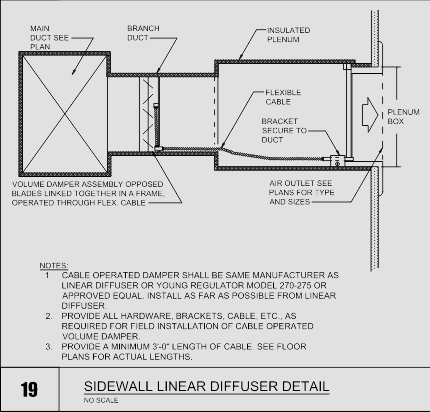 MAIN
DUCT SEE
PLAN
BRANCH
DUCT
INSULATED
PLENUM
FLEXIBLE
CABLE
BRACKET
SECURE TO
DUCT
PLENUM
BOX
VOLUME DAMPER ASSEMBLY OPPOSED
BLADES LINKED TOGETHER IN A FRAME,
OPERATED THROUGH FLEX. CABLE
AIR OUTLET SEE
PLANS FOR TYPE
AND SIZES
NOTES:
1. CABLE OPERATED DAMPER SHALL BE SAME MANUFACTURER AS
LINEAR DIFFUSER OR YOUNG REGULATOR MODEL 270-275 OR
APPROVED EQUAL. INSTALL AS FAR AS POSSIBLE FROM LINEAR
DIFFUSER.
2. PROVIDE ALL HARDWARE, BRACKETS, CABLE, ETC., AS
REQUIRED FOR FIELD INSTALLATION OF CABLE OPERATED
VOLUME DAMPER.
3. PROVIDE A MINIMUM 3'-0" LENGTH OF CABLE. SEE FLOOR
PLANS FOR ACTUAL LENGTHS.
19
SIDEWALL LINEAR DIFFUSER DETAIL
NO SCALE